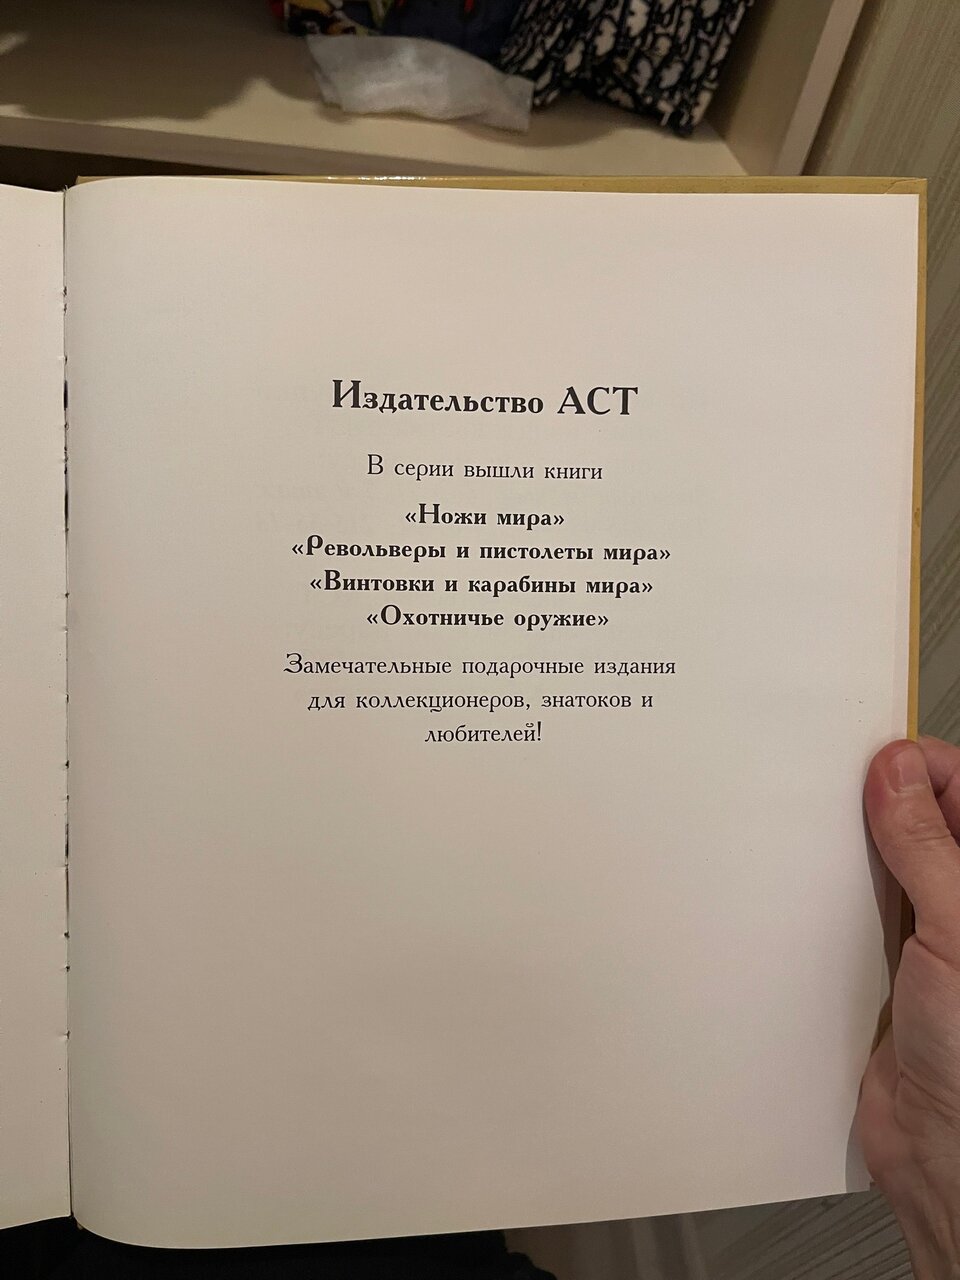 Издательство АСТ
В серии вышли книги
«Ножи мира»
«Револьверы и пистолеты мира»
«Винтовки и карабины мира»
«Охотничье оружие»
Замечательные подарочные издания
для коллекционеров, знатоков и
любителей!